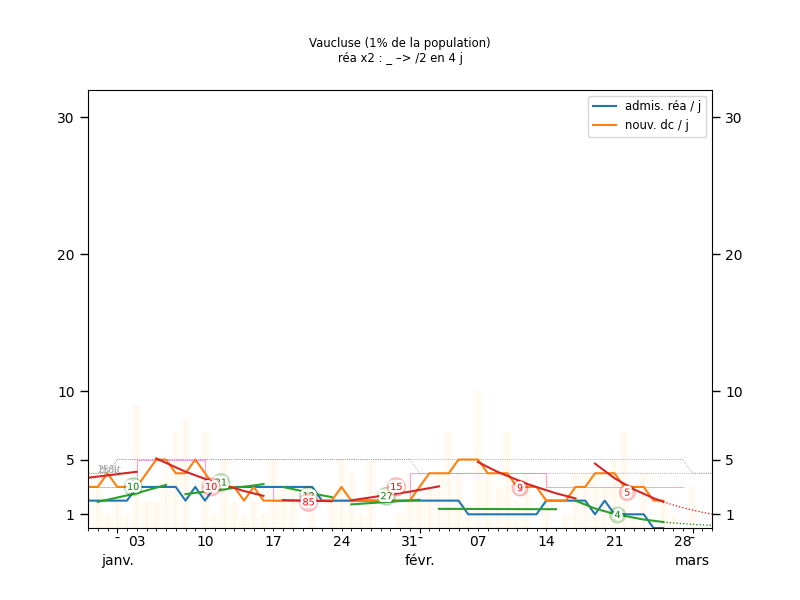 Vaucluse (1% de la population)
réa x2 : _ –> /2 en 4 j
admis. réa / j
nouv. dc / j
30 30
20 20
10 10
5 5
1 1
10
10
21
85
27
15
9
5
4
03 10 17 24 31 07 14 21 28
janv. févr. mars